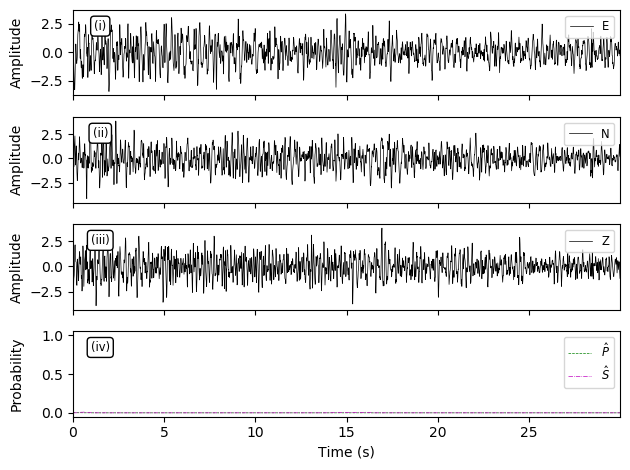 (i)
E
Amplitude
2.5
0.0
−2.5
(ii)
N
Amplitude
2.5
0.0
−2.5
(iii)
Z
Amplitude
2.5
0.0
−2.5
(iv)
P̂
Ŝ
Probability
1.0
0.5
0.0
0 5 10 15 20 25
Time (s)